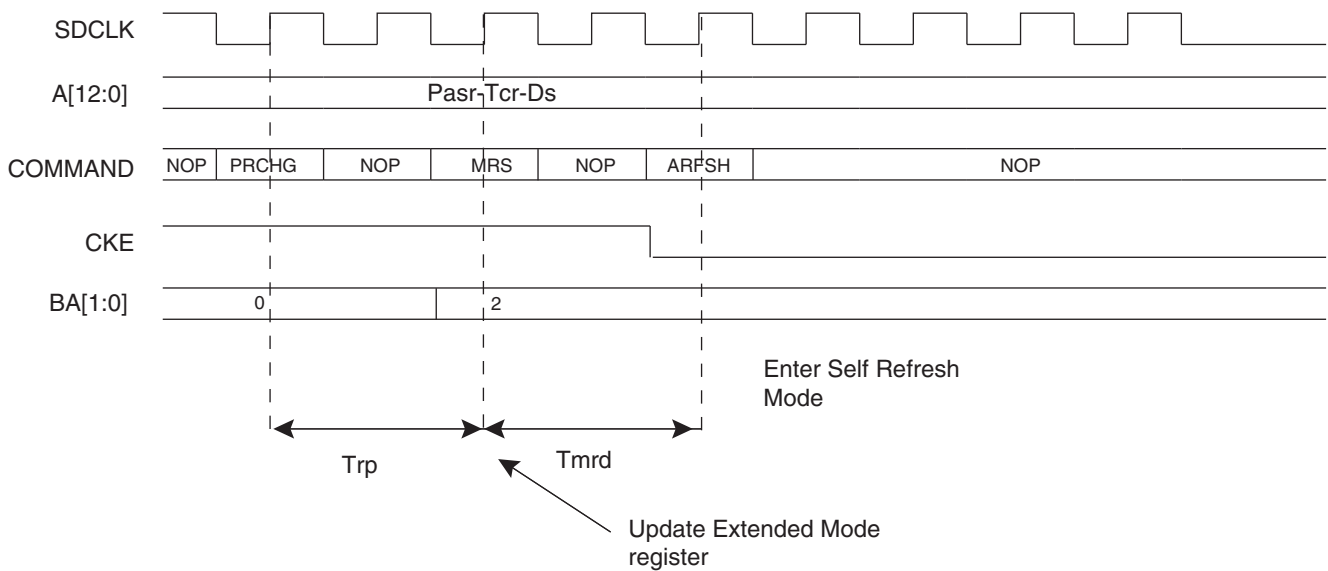 SDCLK
A[12:0]
Pasr-Tcr-Ds
COMMAND
NOP
PRCHG
NOP
MRS
NOP
ARFSH
NOP
CKE
BA[1:0]
0
2
Enter Self Refresh
Mode
Trp
Tmrd
Update Extended Mode
register